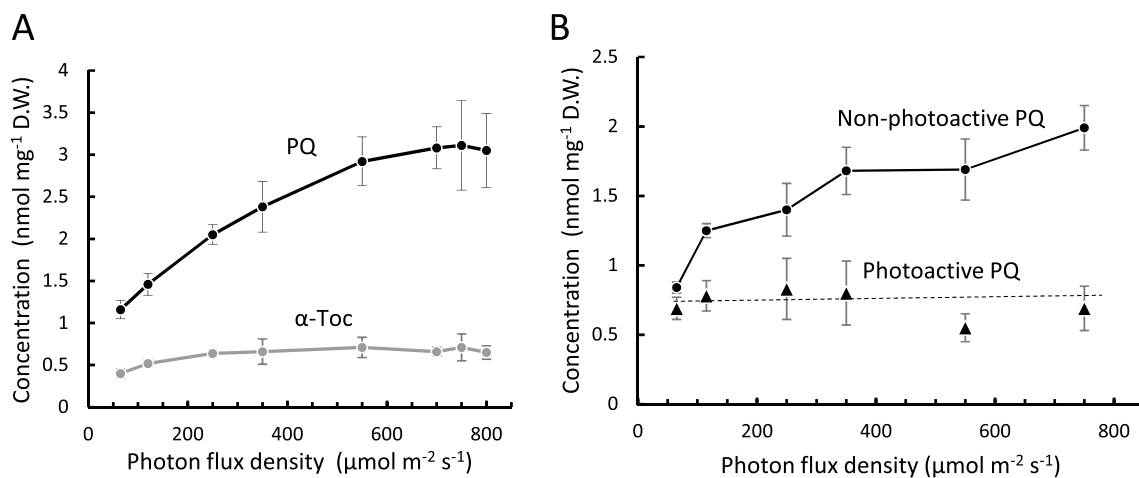 A
Concentration (nmol mg⁻¹ D.W.)
4
3.5
3
2.5
2
1.5
1
0.5
0
PQ
α-Toc
0 200 400 600 800
Photon flux density (µmol m⁻² s⁻¹)
B
Concentration (nmol mg⁻¹ D.W.)
2.5
2
1.5
1
0.5
0
Non-photoactive PQ
Photoactive PQ
0 200 400 600 800
Photon flux density (µmol m⁻² s⁻¹)